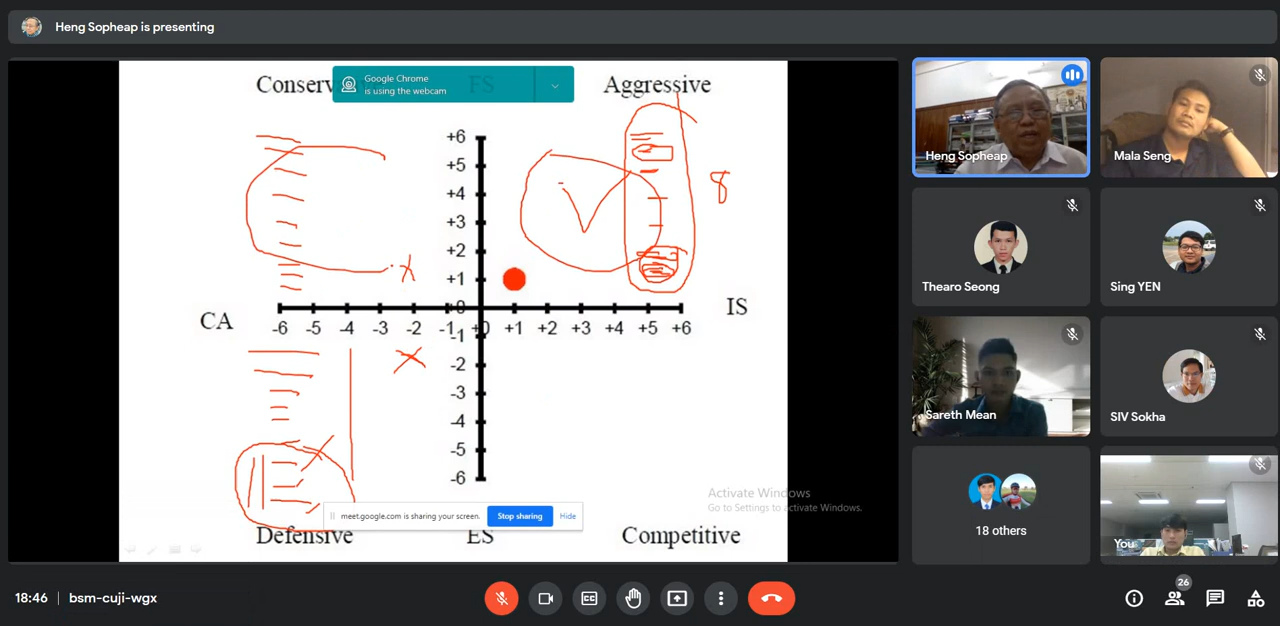 Heng Sopheap is presenting
Conserv
Google Chrome
is using the webcam
FS
Aggressive
+6
+5
+4
+3
+2
+1
8
CA
-6 -5 -4 -3 -2 -1 +0 +1 +2 +3 +4 +5 +6
IS
-1
-2
-3
-4
-5
-6
meet.google.com is sharing your screen.
Stop sharing
Hide
Defensive
ES
Competitive
Activate Windows
Go to Settings to Activate Windows.
Heng Sopheap
Mala Seng
Thearo Seong
Sing YEN
Sareth Mean
SIV Sokha
18 others
You
18:46 | bsm-cuji-wgx
CC
26